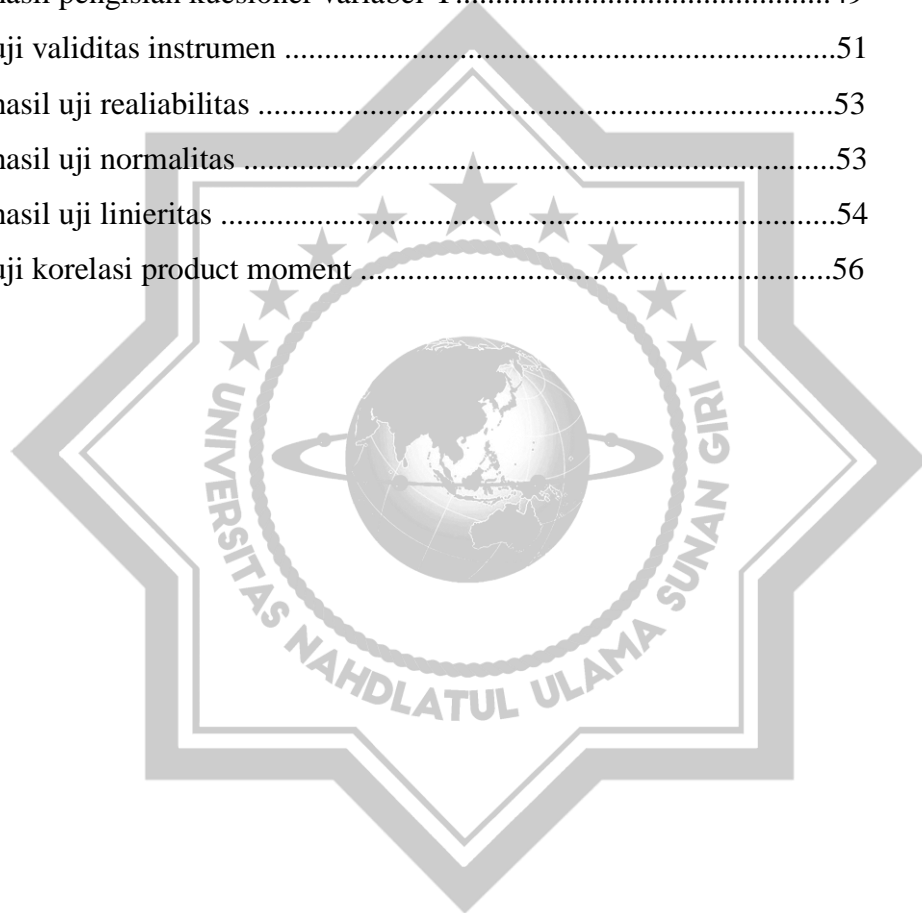 hasil pengisian kuesioner variabel Y................................................49
uji validitas instrumen ......................................................................51
hasil uji realiabilitas ..........................................................................53
hasil uji normalitas ...........................................................................53
hasil uji linieritas ..............................................................................54
uji korelasi product moment ............................................................56
UNIVERSITAS NAHDLATUL ULAMA SUNAN GIRI